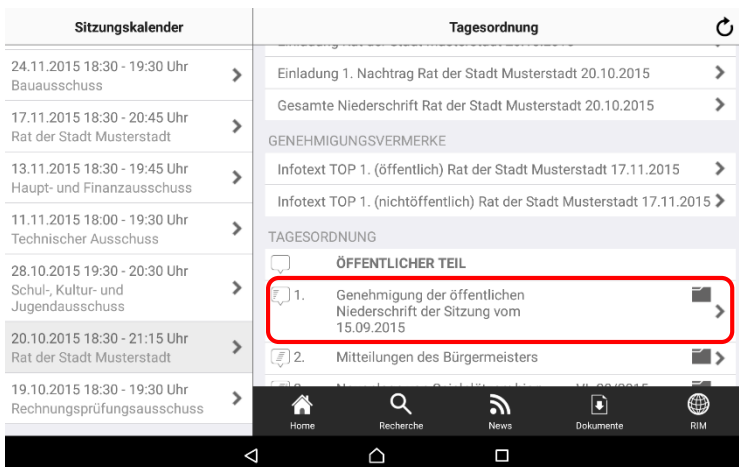 Sitzungskalender
24.11.2015 18:30 - 19:30 Uhr
Bauausschuss
17.11.2015 18:30 - 20:45 Uhr
Rat der Stadt Musterstadt
13.11.2015 18:30 - 19:45 Uhr
Haupt- und Finanzausschuss
11.11.2015 18:00 - 19:30 Uhr
Technischer Ausschuss
28.10.2015 19:30 - 20:30 Uhr
Schul-, Kultur- und
Jugendausschuss
20.10.2015 18:30 - 21:15 Uhr
Rat der Stadt Musterstadt
19.10.2015 18:30 - 19:30 Uhr
Rechnungsprüfungsausschuss
Tagesordnung
Einladung 1. Nachtrag Rat der Stadt Musterstadt 20.10.2015
Gesamte Niederschrift Rat der Stadt Musterstadt 20.10.2015
GENEHMIGUNGSVERMERKE
Infotext TOP 1. (öffentlich) Rat der Stadt Musterstadt 17.11.2015
Infotext TOP 1. (nichtöffentlich) Rat der Stadt Musterstadt 17.11.2015
TAGESORDNUNG
ÖFFENTLICHER TEIL
1. Genehmigung der öffentlichen
Niederschrift der Sitzung vom
15.09.2015
2. Mitteilungen des Bürgermeisters
Home Recherche News Dokumente RIM